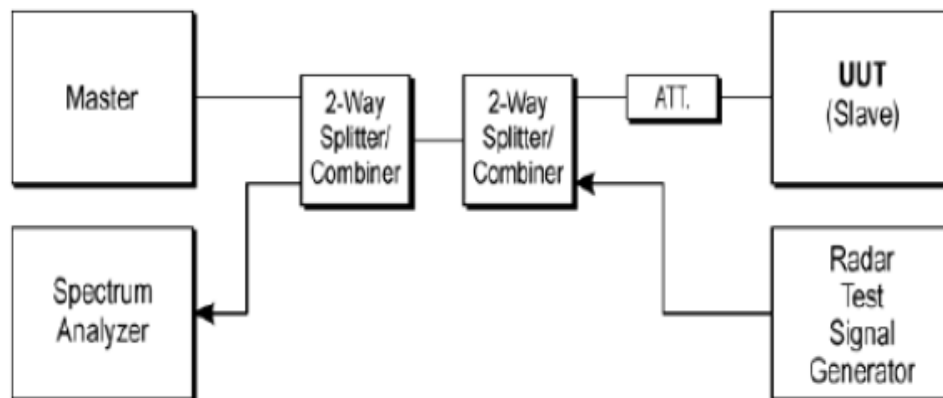 Master
2-Way
Splitter/
Combiner
2-Way
Splitter/
Combiner
ATT.
UUT
(Slave)
Spectrum
Analyzer
Radar
Test
Signal
Generator